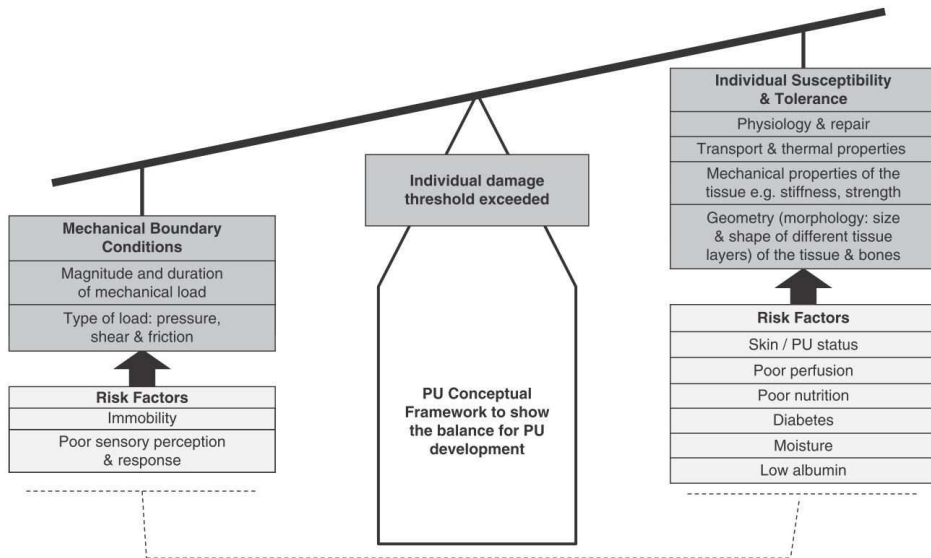 Mechanical Boundary
Conditions
Magnitude and duration
of mechanical load
Type of load: pressure,
shear & friction
Risk Factors
Immobility
Poor sensory perception
& response
Individual damage
threshold exceeded
PU Conceptual
Framework to show
the balance for PU
development
Individual Susceptibility
& Tolerance
Physiology & repair
Transport & thermal properties
Mechanical properties of the
tissue e.g. stiffness, strength
Geometry (morphology: size
& shape of different tissue
layers) of the tissue & bones
Risk Factors
Skin / PU status
Poor perfusion
Poor nutrition
Diabetes
Moisture
Low albumin